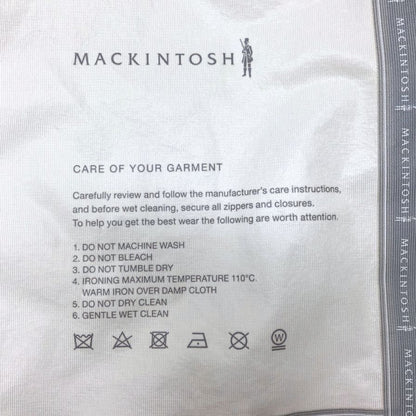 MACKINTOSH
CARE OF YOUR GARMENT
Carefully review and follow the manufacturer's care instructions,
and before wet cleaning, secure all zippers and closures.
To help you get the best wear the following are worth attention.
1. DO NOT MACHINE WASH
2. DO NOT BLEACH
3. DO NOT TUMBLE DRY
4. IRONING MAXIMUM TEMPERATURE 110°C.
WARM IRON OVER DAMP CLOTH
5. DO NOT DRY CLEAN
6. GENTLE WET CLEAN
W
MACKINTOSH
MACKINTOSH
MACKINTOSH
MACKINTOSH